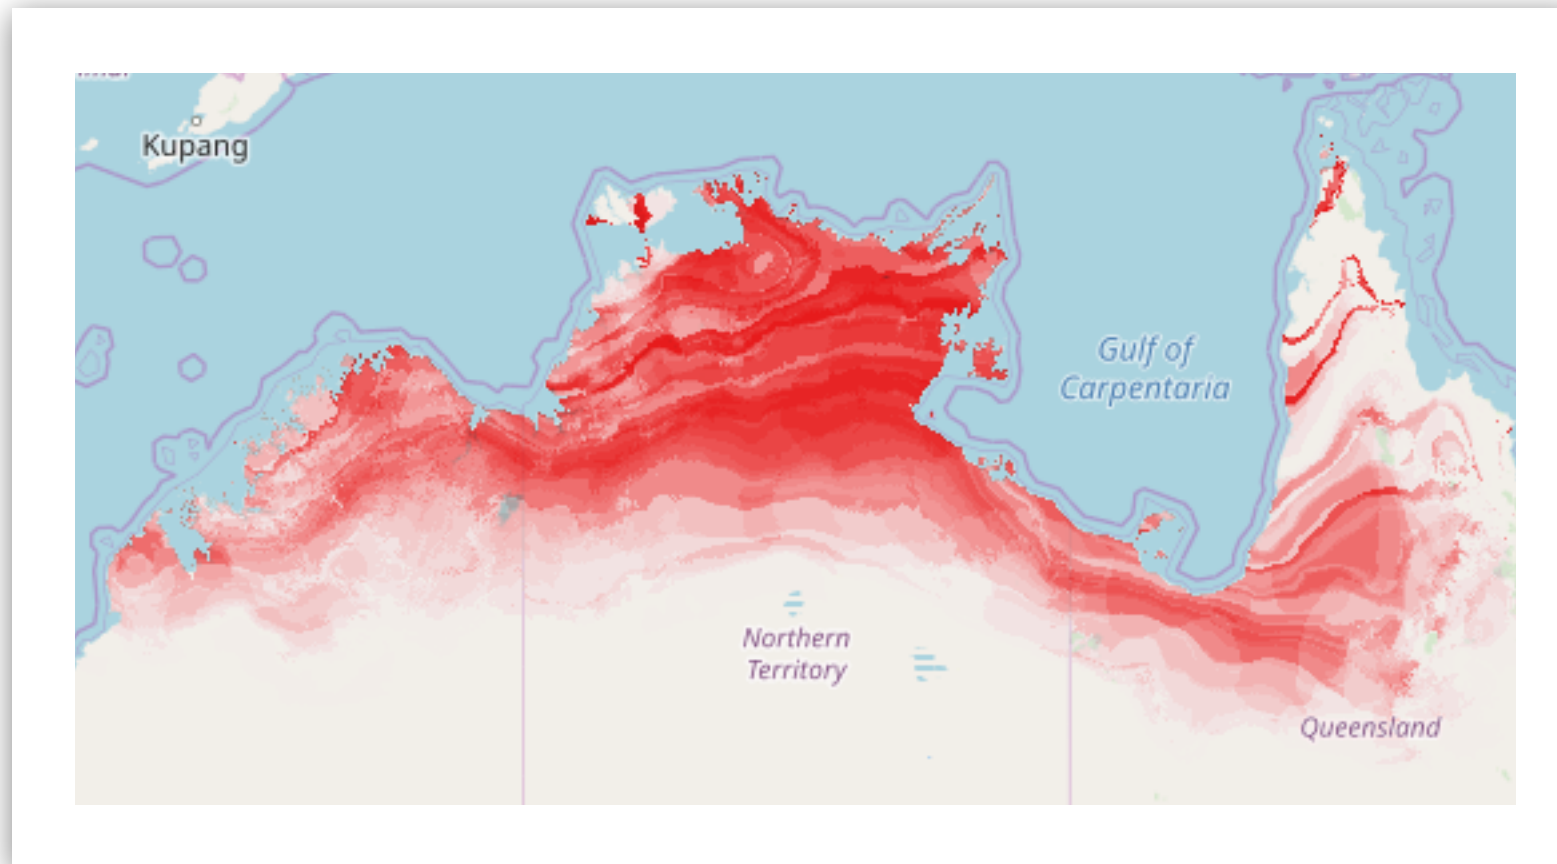 Kupang
Gulf of
Carpentaria
Northern
Territory
Queensland